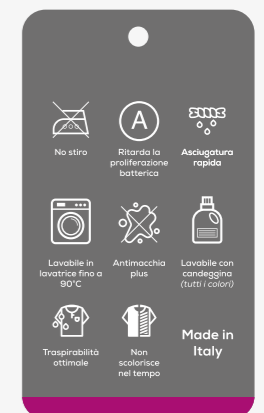 A
No stiro
Ritarda la
proliferazione
batterica
Asciugatura
rapida
Lavabile in
lavatrice fino a
90°C
Antimacchia
plus
Lavabile con
candeggina
(tutti i colori)
Traspirabilità
ottimale
Non
scolorisce
nel tempo
Made in
Italy